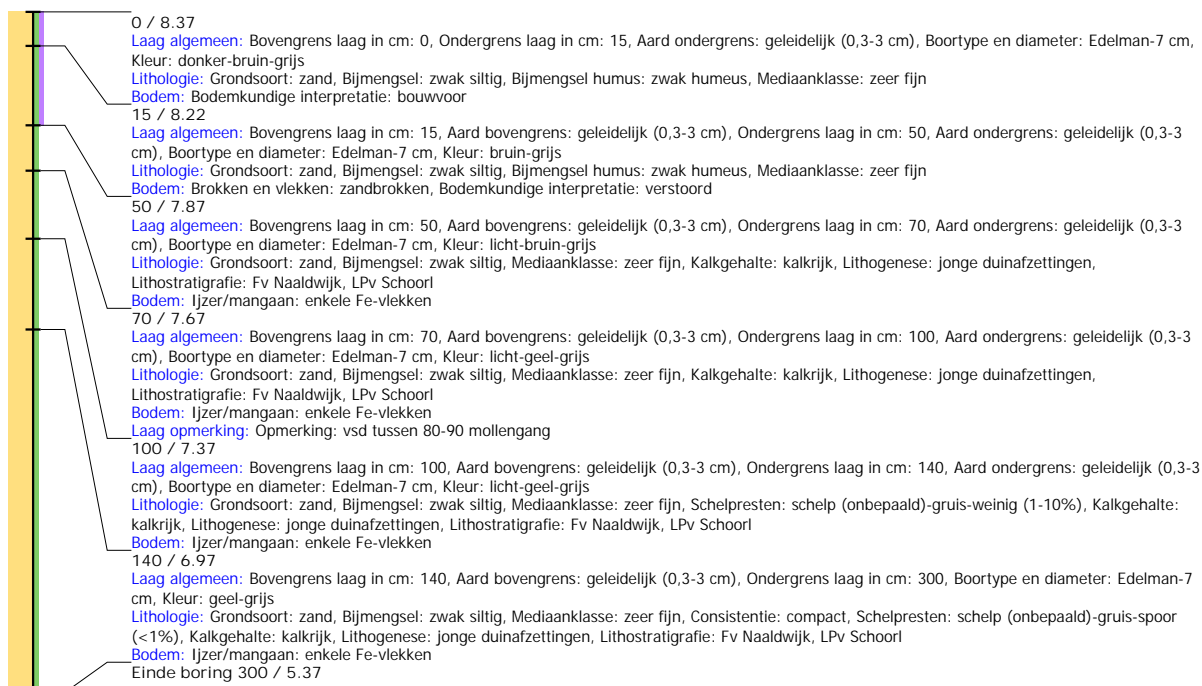 0 / 8.37
Laag algemeen: Bovengrens laag in cm: 0, Ondergrens laag in cm: 15, Aard ondergrens: geleidelijk (0,3-3 cm), Boortype en diameter: Edelman-7 cm,
Kleur: donker-bruin-grijs
Lithologie: Grondsoort: zand, Bijmengsel: zwak siltig, Bijmengsel humus: zwak humeus, Mediaanklasse: zeer fijn
Bodem: Bodemkundige interpretatie: bouwvoor
15 / 8.22
Laag algemeen: Bovengrens laag in cm: 15, Aard bovengrens: geleidelijk (0,3-3 cm), Ondergrens laag in cm: 50, Aard ondergrens: geleidelijk (0,3-3
cm), Boortype en diameter: Edelman-7 cm, Kleur: bruin-grijs
Lithologie: Grondsoort: zand, Bijmengsel: zwak siltig, Bijmengsel humus: zwak humeus, Mediaanklasse: zeer fijn
Bodem: Brokken en vlekken: zandbrokken, Bodemkundige interpretatie: verstoord
50 / 7.87
Laag algemeen: Bovengrens laag in cm: 50, Aard bovengrens: geleidelijk (0,3-3 cm), Ondergrens laag in cm: 70, Aard ondergrens: geleidelijk (0,3-3
cm), Boortype en diameter: Edelman-7 cm, Kleur: licht-bruin-grijs
Lithologie: Grondsoort: zand, Bijmengsel: zwak siltig, Mediaanklasse: zeer fijn, Kalkgehalte: kalkrijk, Lithogenese: jonge duinafzettingen,
Lithostratigrafie: Fv Naaldwijk, LPv Schoorl
Bodem: Ijzer/mangaan: enkele Fe-vlekken
70 / 7.67
Laag algemeen: Bovengrens laag in cm: 70, Aard bovengrens: geleidelijk (0,3-3 cm), Ondergrens laag in cm: 100, Aard ondergrens: geleidelijk (0,3-3
cm), Boortype en diameter: Edelman-7 cm, Kleur: licht-geel-grijs
Lithologie: Grondsoort: zand, Bijmengsel: zwak siltig, Mediaanklasse: zeer fijn, Kalkgehalte: kalkrijk, Lithogenese: jonge duinafzettingen,
Lithostratigrafie: Fv Naaldwijk, LPv Schoorl
Bodem: Ijzer/mangaan: enkele Fe-vlekken
Laag opmerking: Opmerking: vsd tussen 80-90 mollengang
100 / 7.37
Laag algemeen: Bovengrens laag in cm: 100, Aard bovengrens: geleidelijk (0,3-3 cm), Ondergrens laag in cm: 140, Aard ondergrens: geleidelijk (0,3-3
cm), Boortype en diameter: Edelman-7 cm, Kleur: licht-geel-grijs
Lithologie: Grondsoort: zand, Bijmengsel: zwak siltig, Mediaanklasse: zeer fijn, Schelpresten: schelp (onbepaald)-gruis-weinig (1-10%), Kalkgehalte:
kalkrijk, Lithogenese: jonge duinafzettingen, Lithostratigrafie: Fv Naaldwijk, LPv Schoorl
Bodem: Ijzer/mangaan: enkele Fe-vlekken
140 / 6.97
Laag algemeen: Bovengrens laag in cm: 140, Aard bovengrens: geleidelijk (0,3-3 cm), Ondergrens laag in cm: 300, Boortype en diameter: Edelman-7
cm, Kleur: geel-grijs
Lithologie: Grondsoort: zand, Bijmengsel: zwak siltig, Mediaanklasse: zeer fijn, Consistentie: compact, Schelpresten: schelp (onbepaald)-gruis-spoor
(<1%), Kalkgehalte: kalkrijk, Lithogenese: jonge duinafzettingen, Lithostratigrafie: Fv Naaldwijk, LPv Schoorl
Bodem: Ijzer/mangaan: enkele Fe-vlekken
Einde boring 300 / 5.37